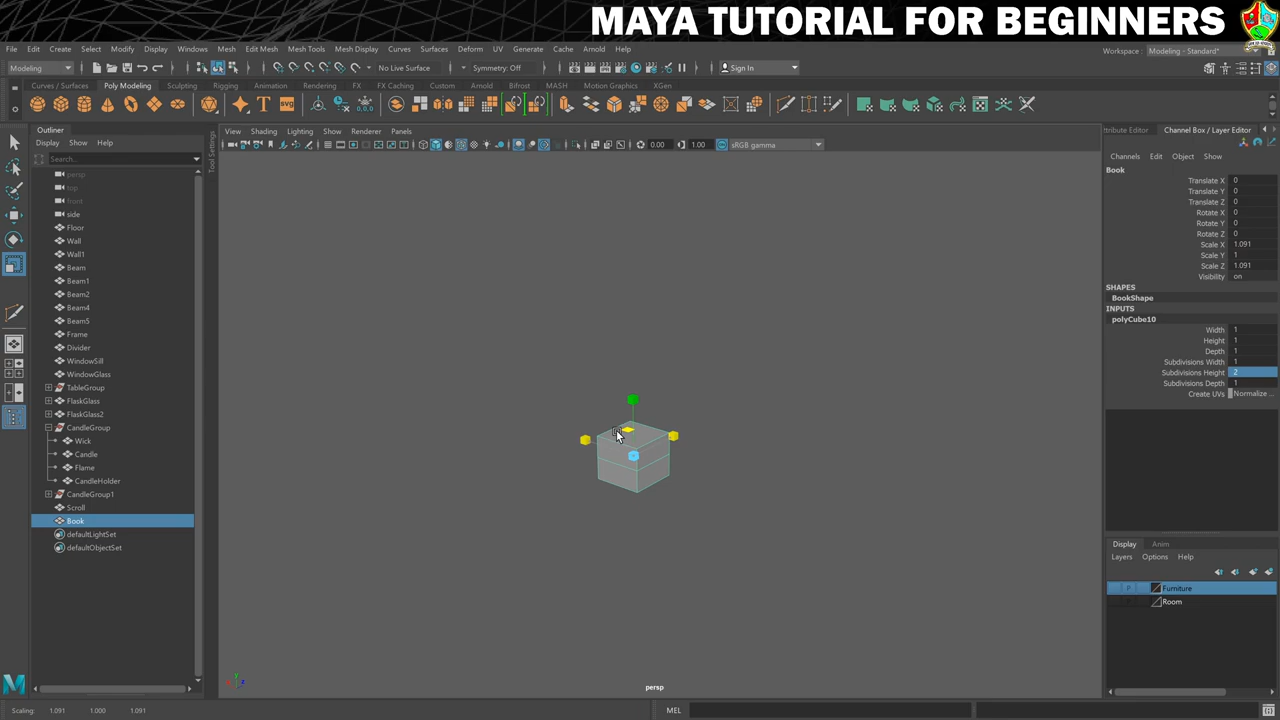 MAYA TUTORIAL FOR BEGINNERS
File Edit Create Select Modify Display Windows Mesh Edit Mesh Mesh Tools Mesh Display Curves Surfaces Deform UV Generate Cache Arnold Help
Workspace : Modeling - Standard*
Modeling No Live Surface Symmetry: Off Sign In
Curves / Surfaces Poly Modeling Sculpting Rigging Animation Rendering FX FX Caching Custom Arnold Bifrost MASH Motion Graphics XGen
Outliner
Display Show Help
Search...
persp
top
front
side
Floor
Wall
Wall1
Beam
Beam1
Beam2
Beam4
Beam5
Frame
Divider
WindowSill
WindowGlass
TableGroup
FlaskGlass
FlaskGlass2
CandleGroup
Wick
Candle
Flame
CandleHolder
CandleGroup1
Scroll
Book
defaultLightSet
defaultObjectSet
Tool Settings
View Shading Lighting Show Renderer Panels
0.00 1.00 sRGB gamma
persp
Attribute Editor Channel Box / Layer Editor
Channels Edit Object Show
Book
Translate X 0
Translate Y 0
Translate Z 0
Rotate X 0
Rotate Y 0
Rotate Z 0
Scale X 1.091
Scale Y 1
Scale Z 1.091
Visibility on
SHAPES
BookShape
INPUTS
polyCube10
Width 1
Height 1
Depth 1
Subdivisions Width 1
Subdivisions Height 2
Subdivisions Depth 1
Create UVs Normalize ...
Display Anim
Layers Options Help
P Furniture
Room
Scaling: 1.091 1.000 1.091
MEL